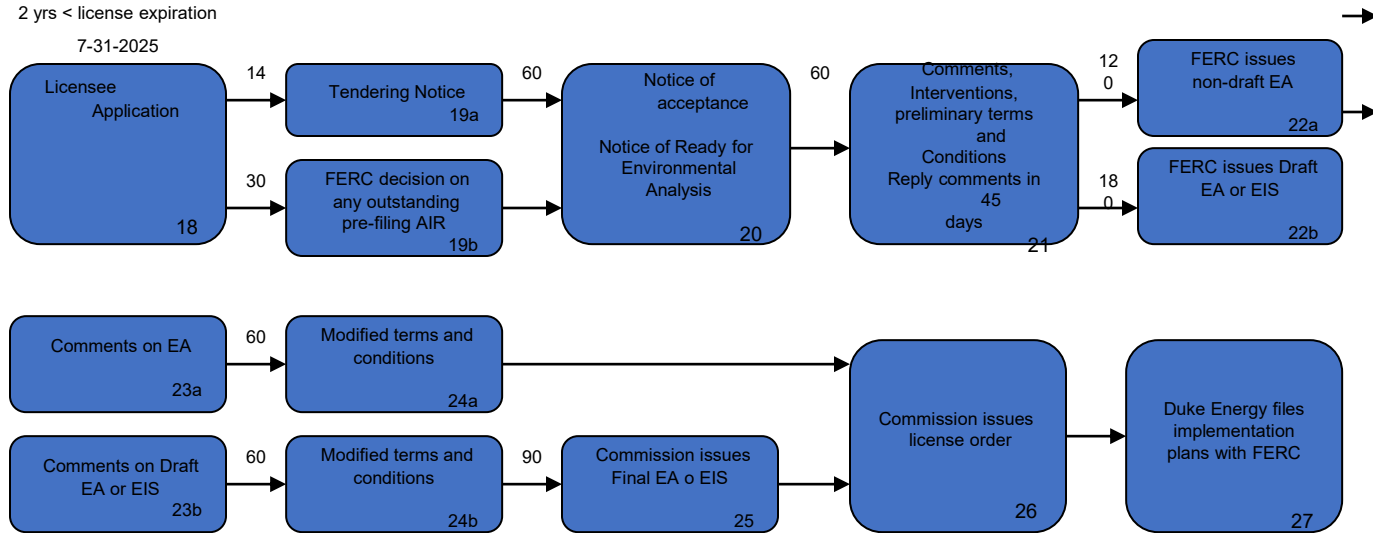 2 yrs < license expiration
7-31-2025
Licensee
Application
18
14
Tendering Notice
19a
30
FERC decision on
any outstanding
pre-filing AIR
19b
60
Notice of
acceptance
Notice of Ready for
Environmental
Analysis
20
60
Comments,
Interventions,
preliminary terms
and
Conditions
Reply comments in
45
days
21
12
0
FERC issues
non-draft EA
22a
18
0
FERC issues Draft
EA or EIS
22b
Comments on EA
23a
60
Modified terms and
conditions
24a
Comments on Draft
EA or EIS
23b
60
Modified terms and
conditions
24b
90
Commission issues
Final EA o EIS
25
Commission issues
license order
26
Duke Energy files
implementation
plans with FERC
27